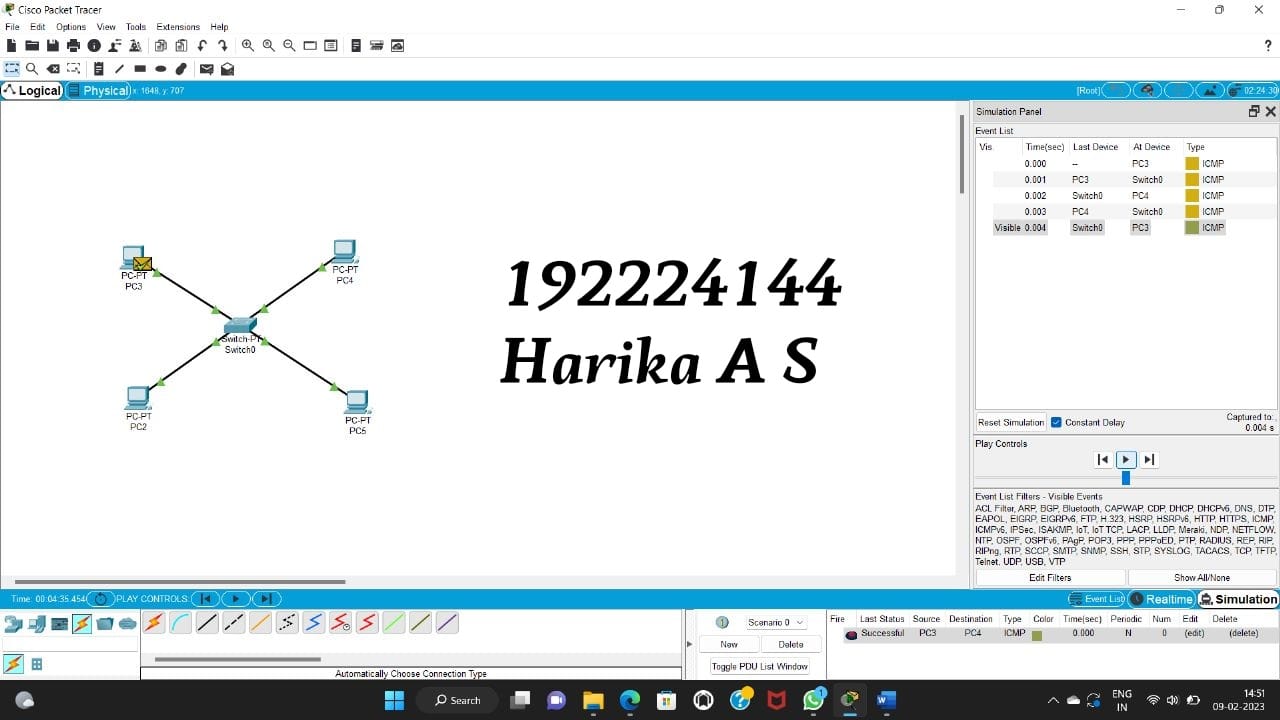 Cisco Packet Tracer
File Edit Options View Tools Extensions Help
?
Logical Physical x: 1648, y: 707 [Root] 02:24:30
Simulation Panel
Event List
Vis. Time(sec) Last Device At Device Type
0.000 -- PC3 ICMP
0.001 PC3 Switch0 ICMP
0.002 Switch0 PC4 ICMP
0.003 PC4 Switch0 ICMP
Visible 0.004 Switch0 PC3 ICMP
PC-PT
PC3
PC-PT
PC4
Switch-PT
Switch0
PC-PT
PC2
PC-PT
PC5
192224144
Harika A S
Reset Simulation Constant Delay Captured to:
0.004 s
Play Controls
Event List Filters - Visible Events
ACL Filter, ARP, BGP, Bluetooth, CAPWAP, CDP, DHCP, DHCPv6, DNS, DTP,
EAPOL, EIGRP, EIGRPv6, FTP, H.323, HSRP, HSRPv6, HTTP, HTTPS, ICMP,
ICMPv6, IPSec, ISAKMP, IoT, IoT TCP, LACP, LLDP, Meraki, NDP, NETFLOW,
NTP, OSPF, OSPFv6, PAgP, POP3, PPP, PPPoED, PTP, RADIUS, REP, RIP,
RIPng, RTP, SCCP, SMTP, SNMP, SSH, STP, SYSLOG, TACACS, TCP, TFTP,
Telnet, UDP, USB, VTP
Edit Filters Show All/None
Time: 00:04:35.454 PLAY CONTROLS: Event List Realtime Simulation
Automatically Choose Connection Type
Scenario 0
New Delete
Toggle PDU List Window
Fire Last Status Source Destination Type Color Time(sec) Periodic Num Edit Delete
Successful PC3 PC4 ICMP 0.000 N 0 (edit) (delete)
Search
1
ENG
IN
14:51
09-02-2023